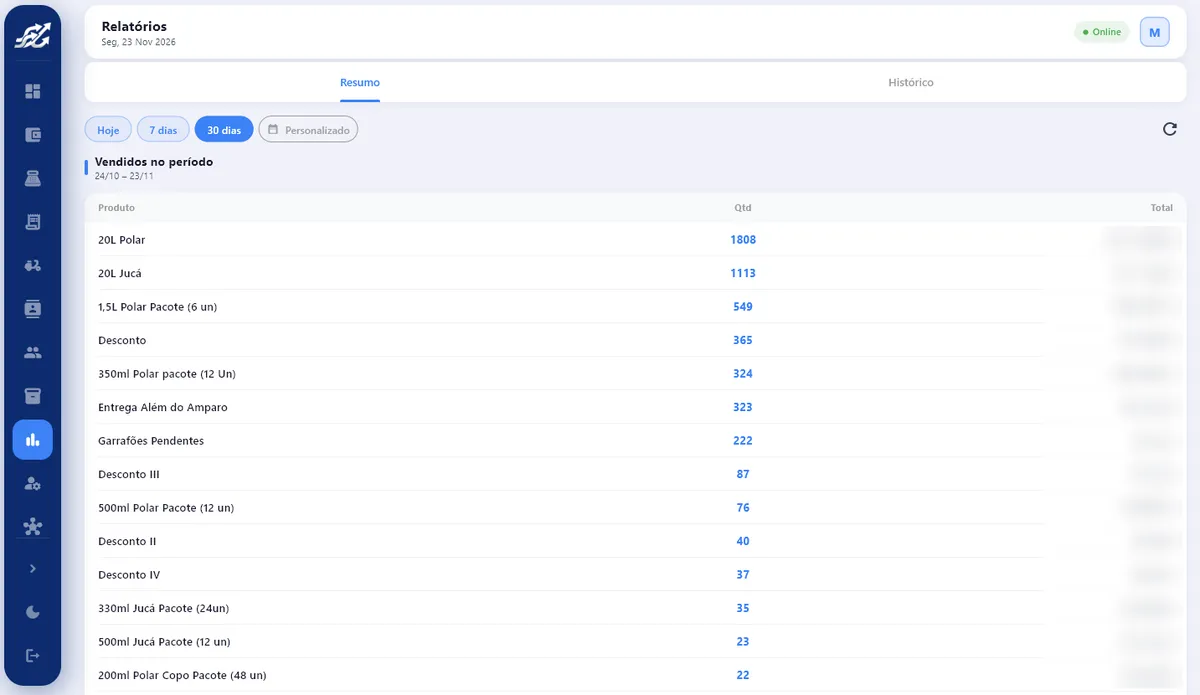 Relatórios
Seg, 23 Nov 2026
Online
M
Resumo
Histórico
Hoje
7 dias
30 dias
Personalizado
Vendidos no período
24/10 – 23/11
Produto Qtd Total
20L Polar 1808
20L Jucá 1113
1,5L Polar Pacote (6 un) 549
Desconto 365
350ml Polar pacote (12 Un) 324
Entrega Além do Amparo 323
Garrafões Pendentes 222
Desconto III 87
500ml Polar Pacote (12 un) 76
Desconto II 40
Desconto IV 37
330ml Jucá Pacote (24un) 35
500ml Jucá Pacote (12 un) 23
200ml Polar Copo Pacote (48 un) 22